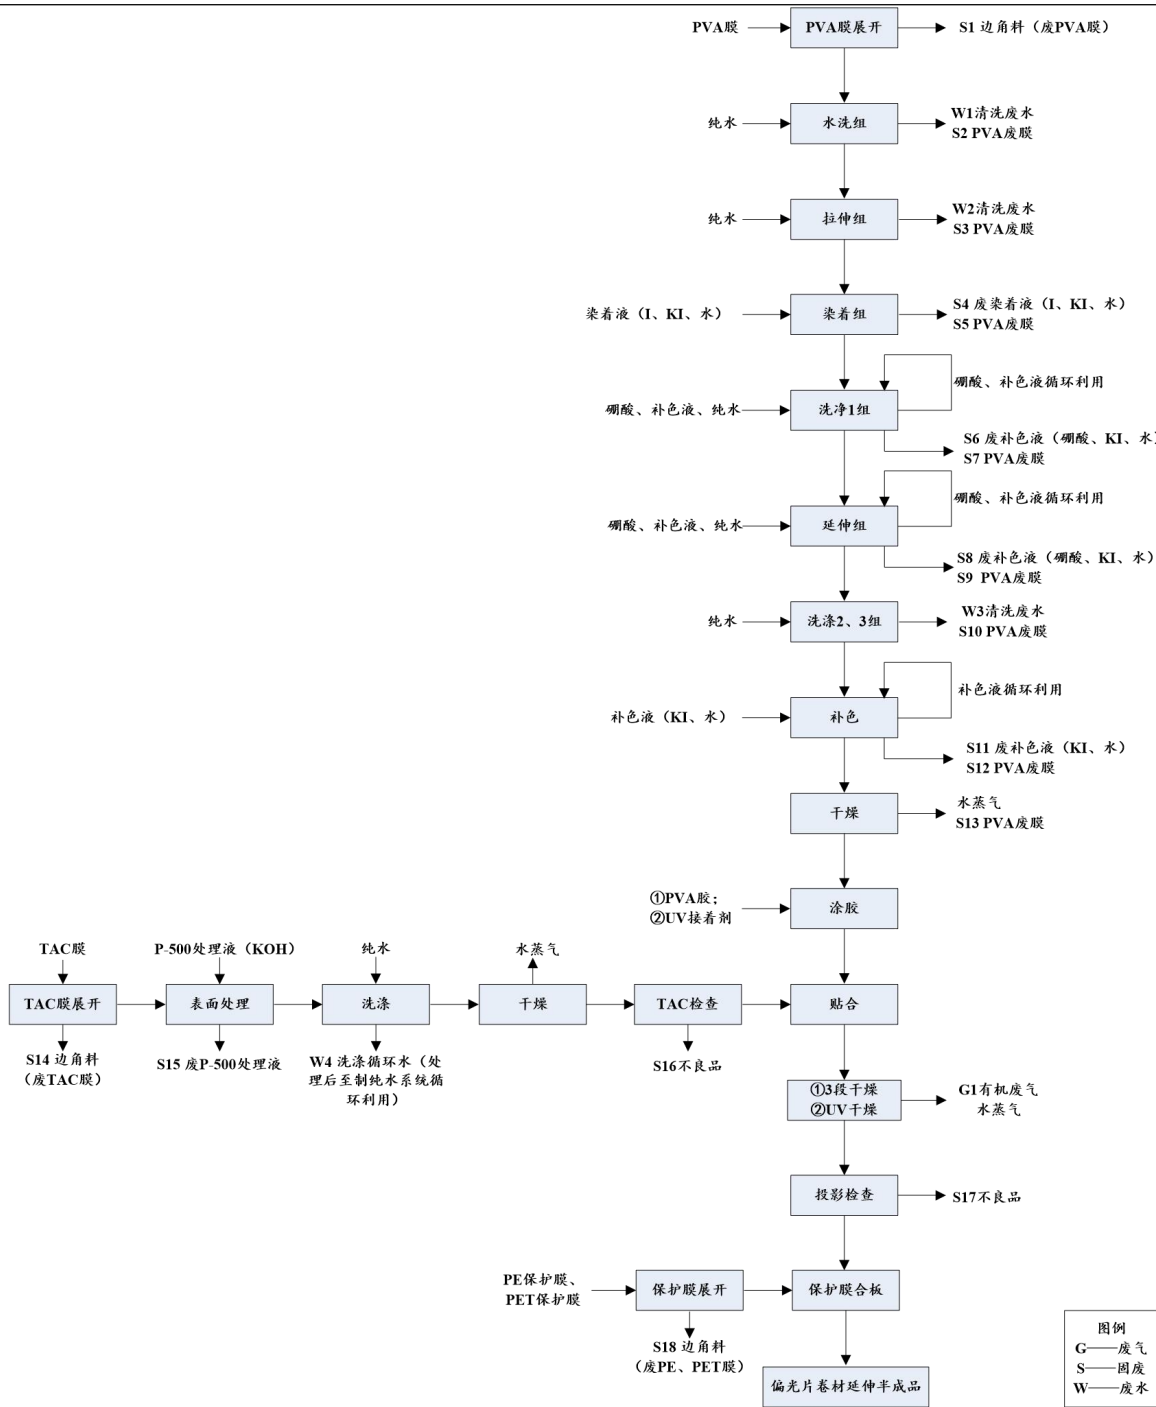 PVA膜
PVA膜展开
S1 边角料（废PVA膜）
纯水
水洗组
W1清洗废水
S2 PVA废膜
纯水
拉伸组
W2清洗废水
S3 PVA废膜
染着液（I、KI、水）
染着组
S4 废染着液（I、KI、水）
S5 PVA废膜
硼酸、补色液循环利用
硼酸、补色液、纯水
洗净1组
S6 废补色液（硼酸、KI、水）
S7 PVA废膜
硼酸、补色液循环利用
硼酸、补色液、纯水
延伸组
S8 废补色液（硼酸、KI、水）
S9 PVA废膜
纯水
洗涤2、3组
W3清洗废水
S10 PVA废膜
补色液循环利用
补色液（KI、水）
补色
S11 废补色液（KI、水）
S12 PVA废膜
干燥
水蒸气
S13 PVA废膜
①PVA胶；
②UV接着剂
涂胶
TAC膜
P-500处理液（KOH）
纯水
水蒸气
TAC膜展开
表面处理
洗涤
干燥
TAC检查
贴合
S14 边角料
（废TAC膜）
S15 废P-500处理液
W4 洗涤循环水（处
理后至制纯水系统循
环利用）
S16不良品
①3段干燥
②UV干燥
G1有机废气
水蒸气
投影检查
S17不良品
PE保护膜、
PET保护膜
保护膜展开
保护膜合板
S18 边角料
（废PE、PET膜）
偏光片卷材延伸半成品
图例
G——废气
S——固废
W——废水